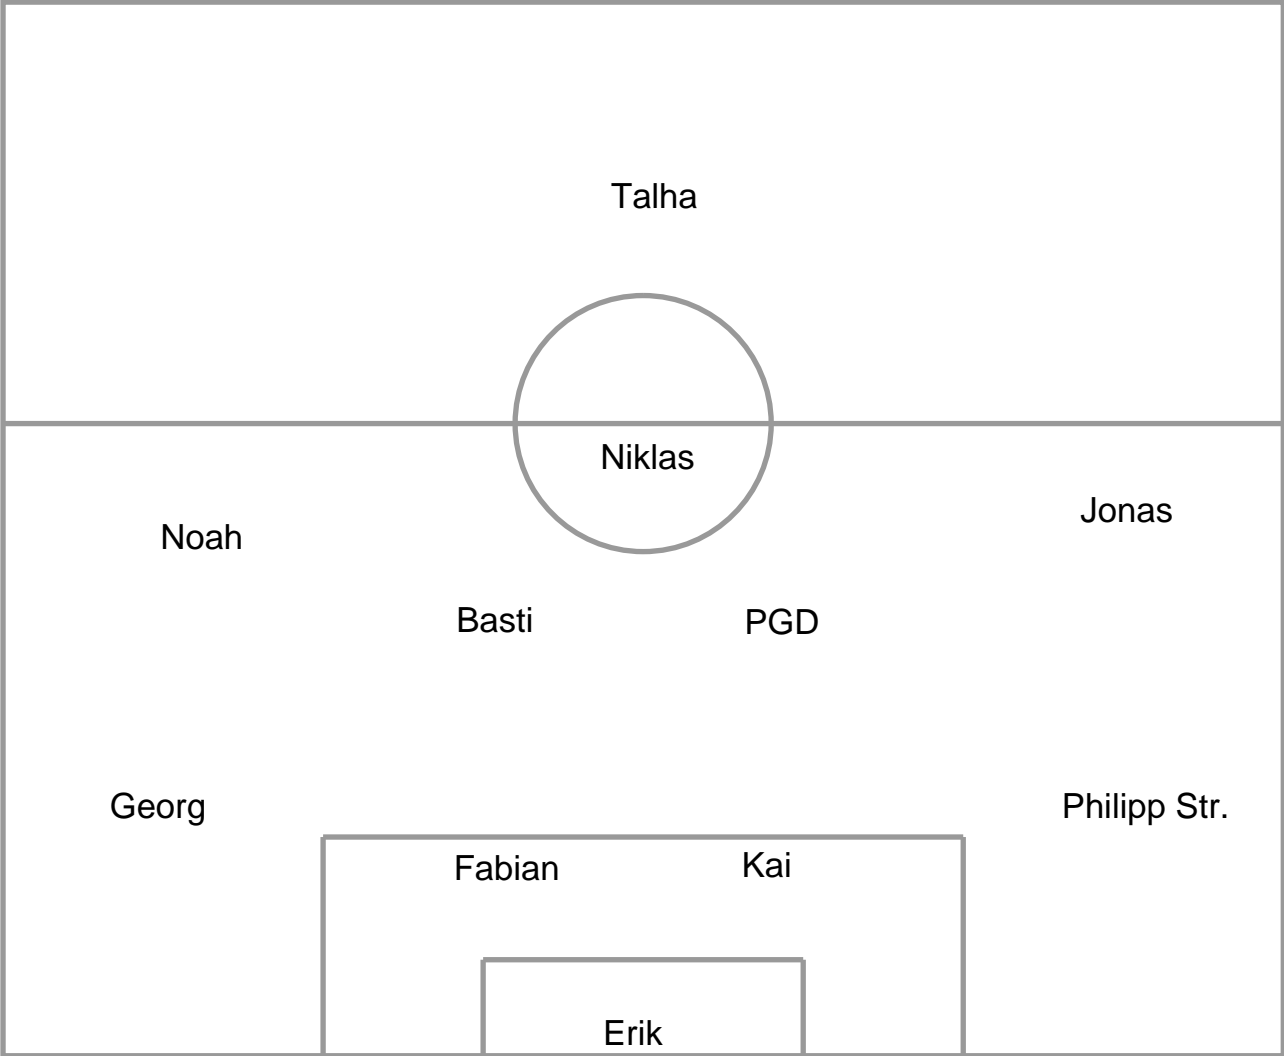 Talha
Niklas
Jonas
Noah
Basti
PGD
Georg
Philipp Str.
Fabian
Kai
Erik